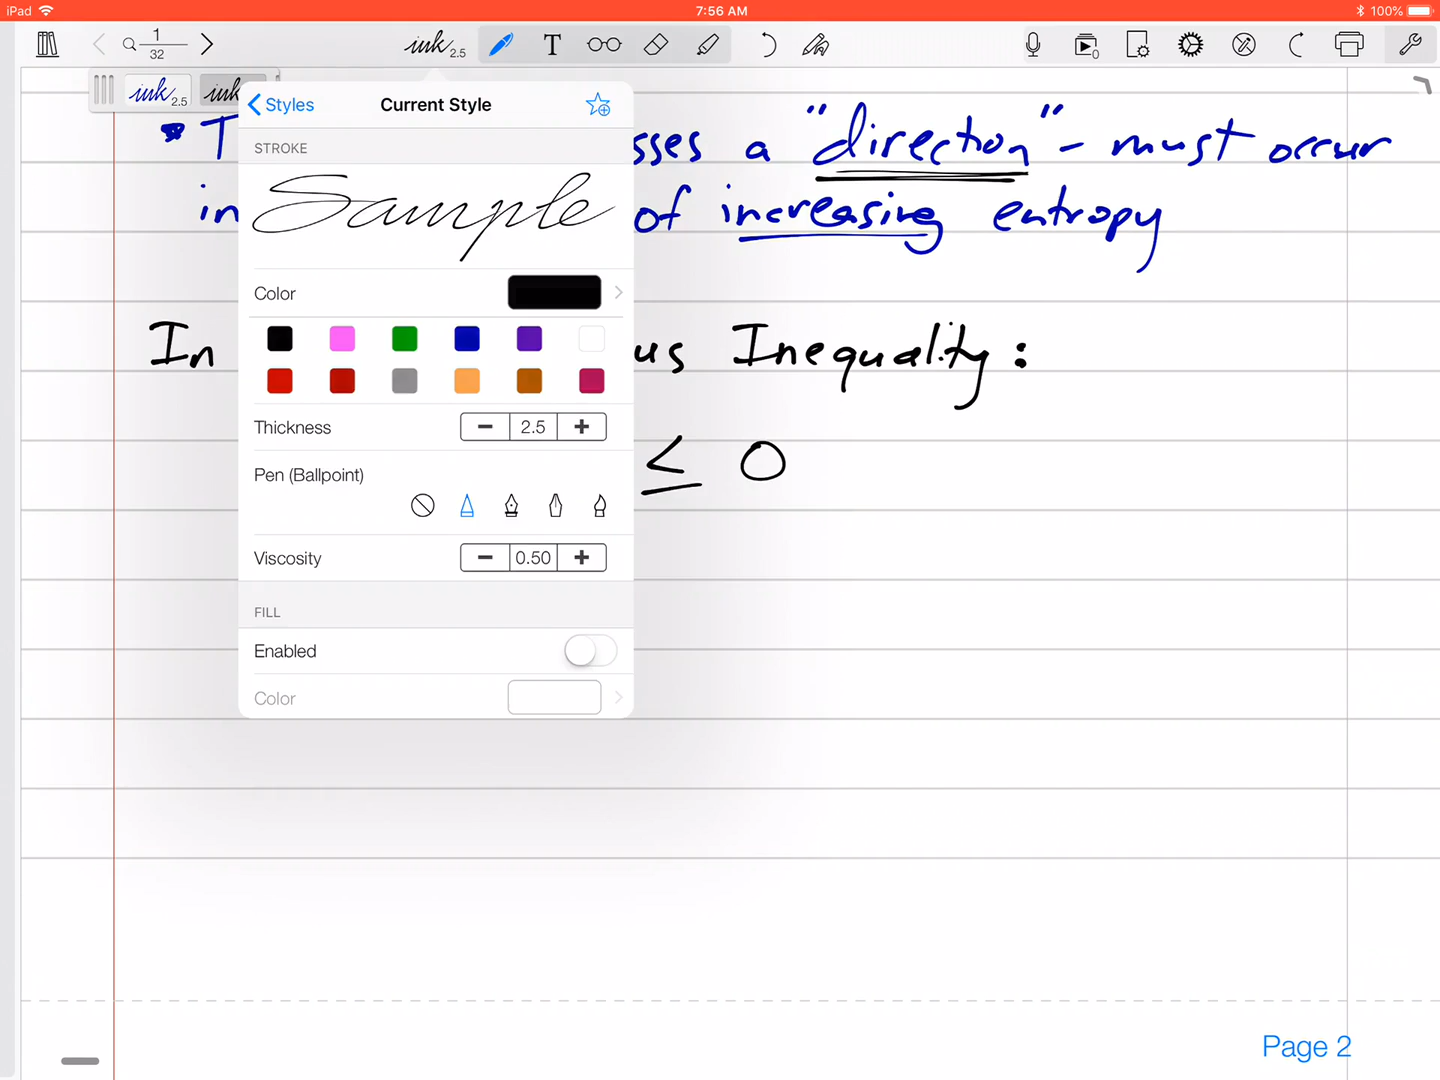 iPad 7:56 AM 100%
1
32
ink 2.5 T 0
ink 2.5 ink
Styles Current Style
T sses a "direction" - must occur
STROKE
Sample
in of increasing entropy
Color
In us Inequality:
Thickness − 2.5 +
≤ 0
Pen (Ballpoint)
Viscosity − 0.50 +
FILL
Enabled
Color
Page 2